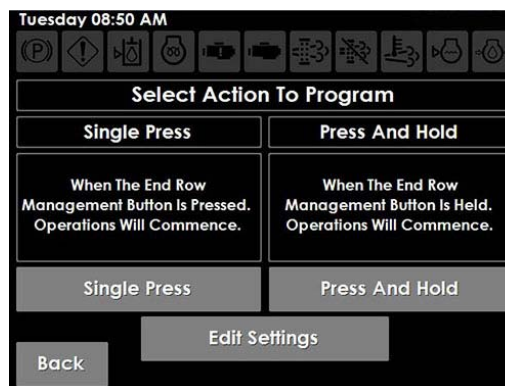 Tuesday 08:50 AM
Select Action To Program
Single Press
Press And Hold
When The End Row
Management Button Is Pressed.
Operations Will Commence.
When The End Row
Management Button Is Held.
Operations Will Commence.
Single Press
Press And Hold
Edit Settings
Back